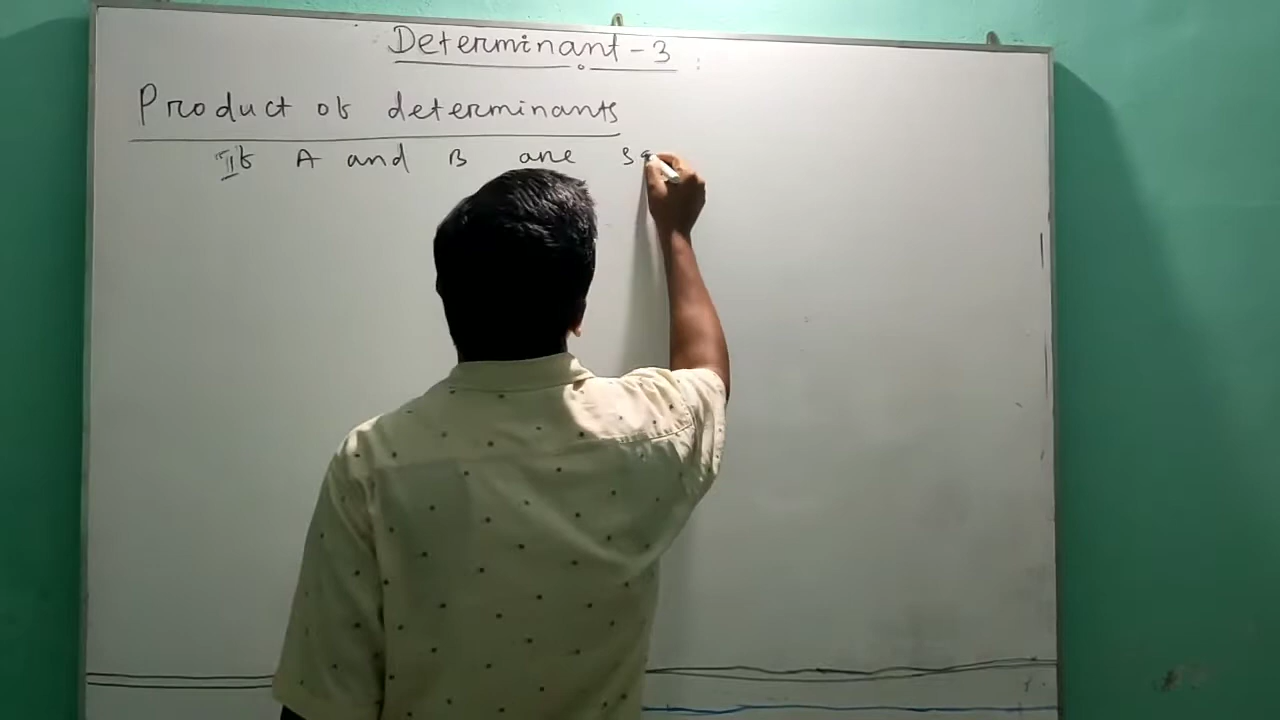 Determinant - 3 :
Product of determinants
If A and B are